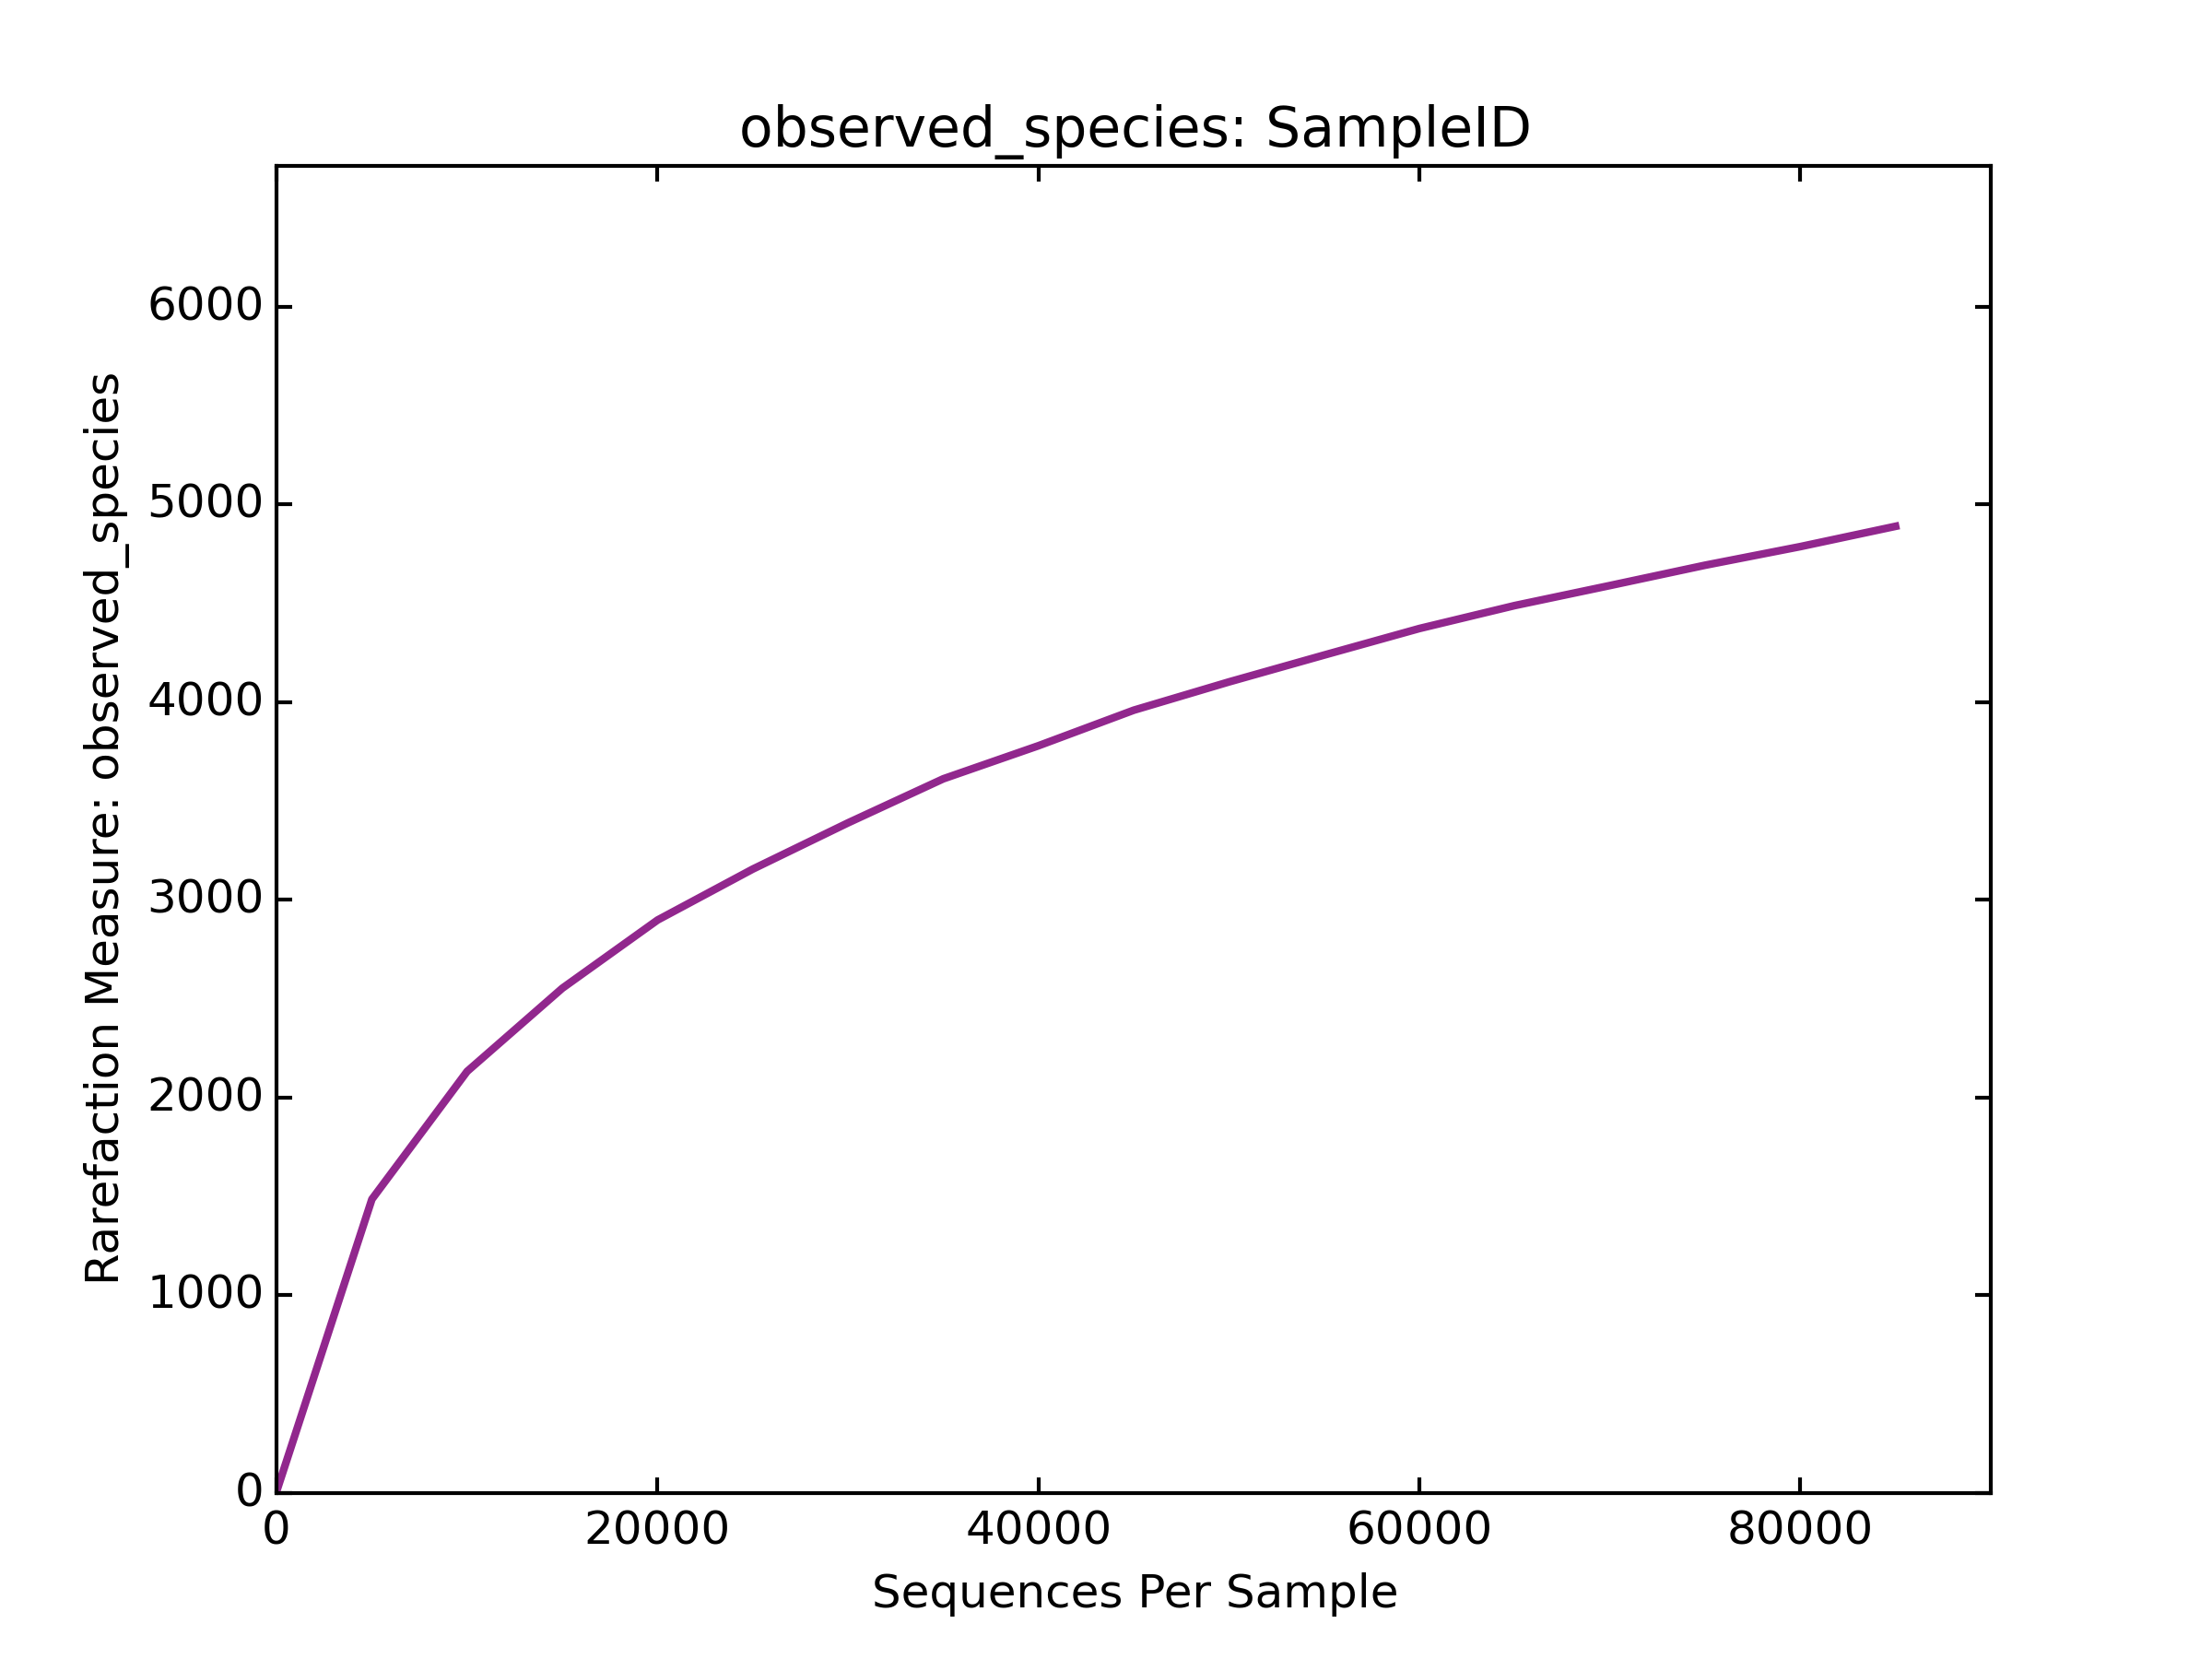 observed_species: SampleID
Rarefaction Measure: observed_species
6000
5000
4000
3000
2000
1000
0
0 20000 40000 60000 80000
Sequences Per Sample